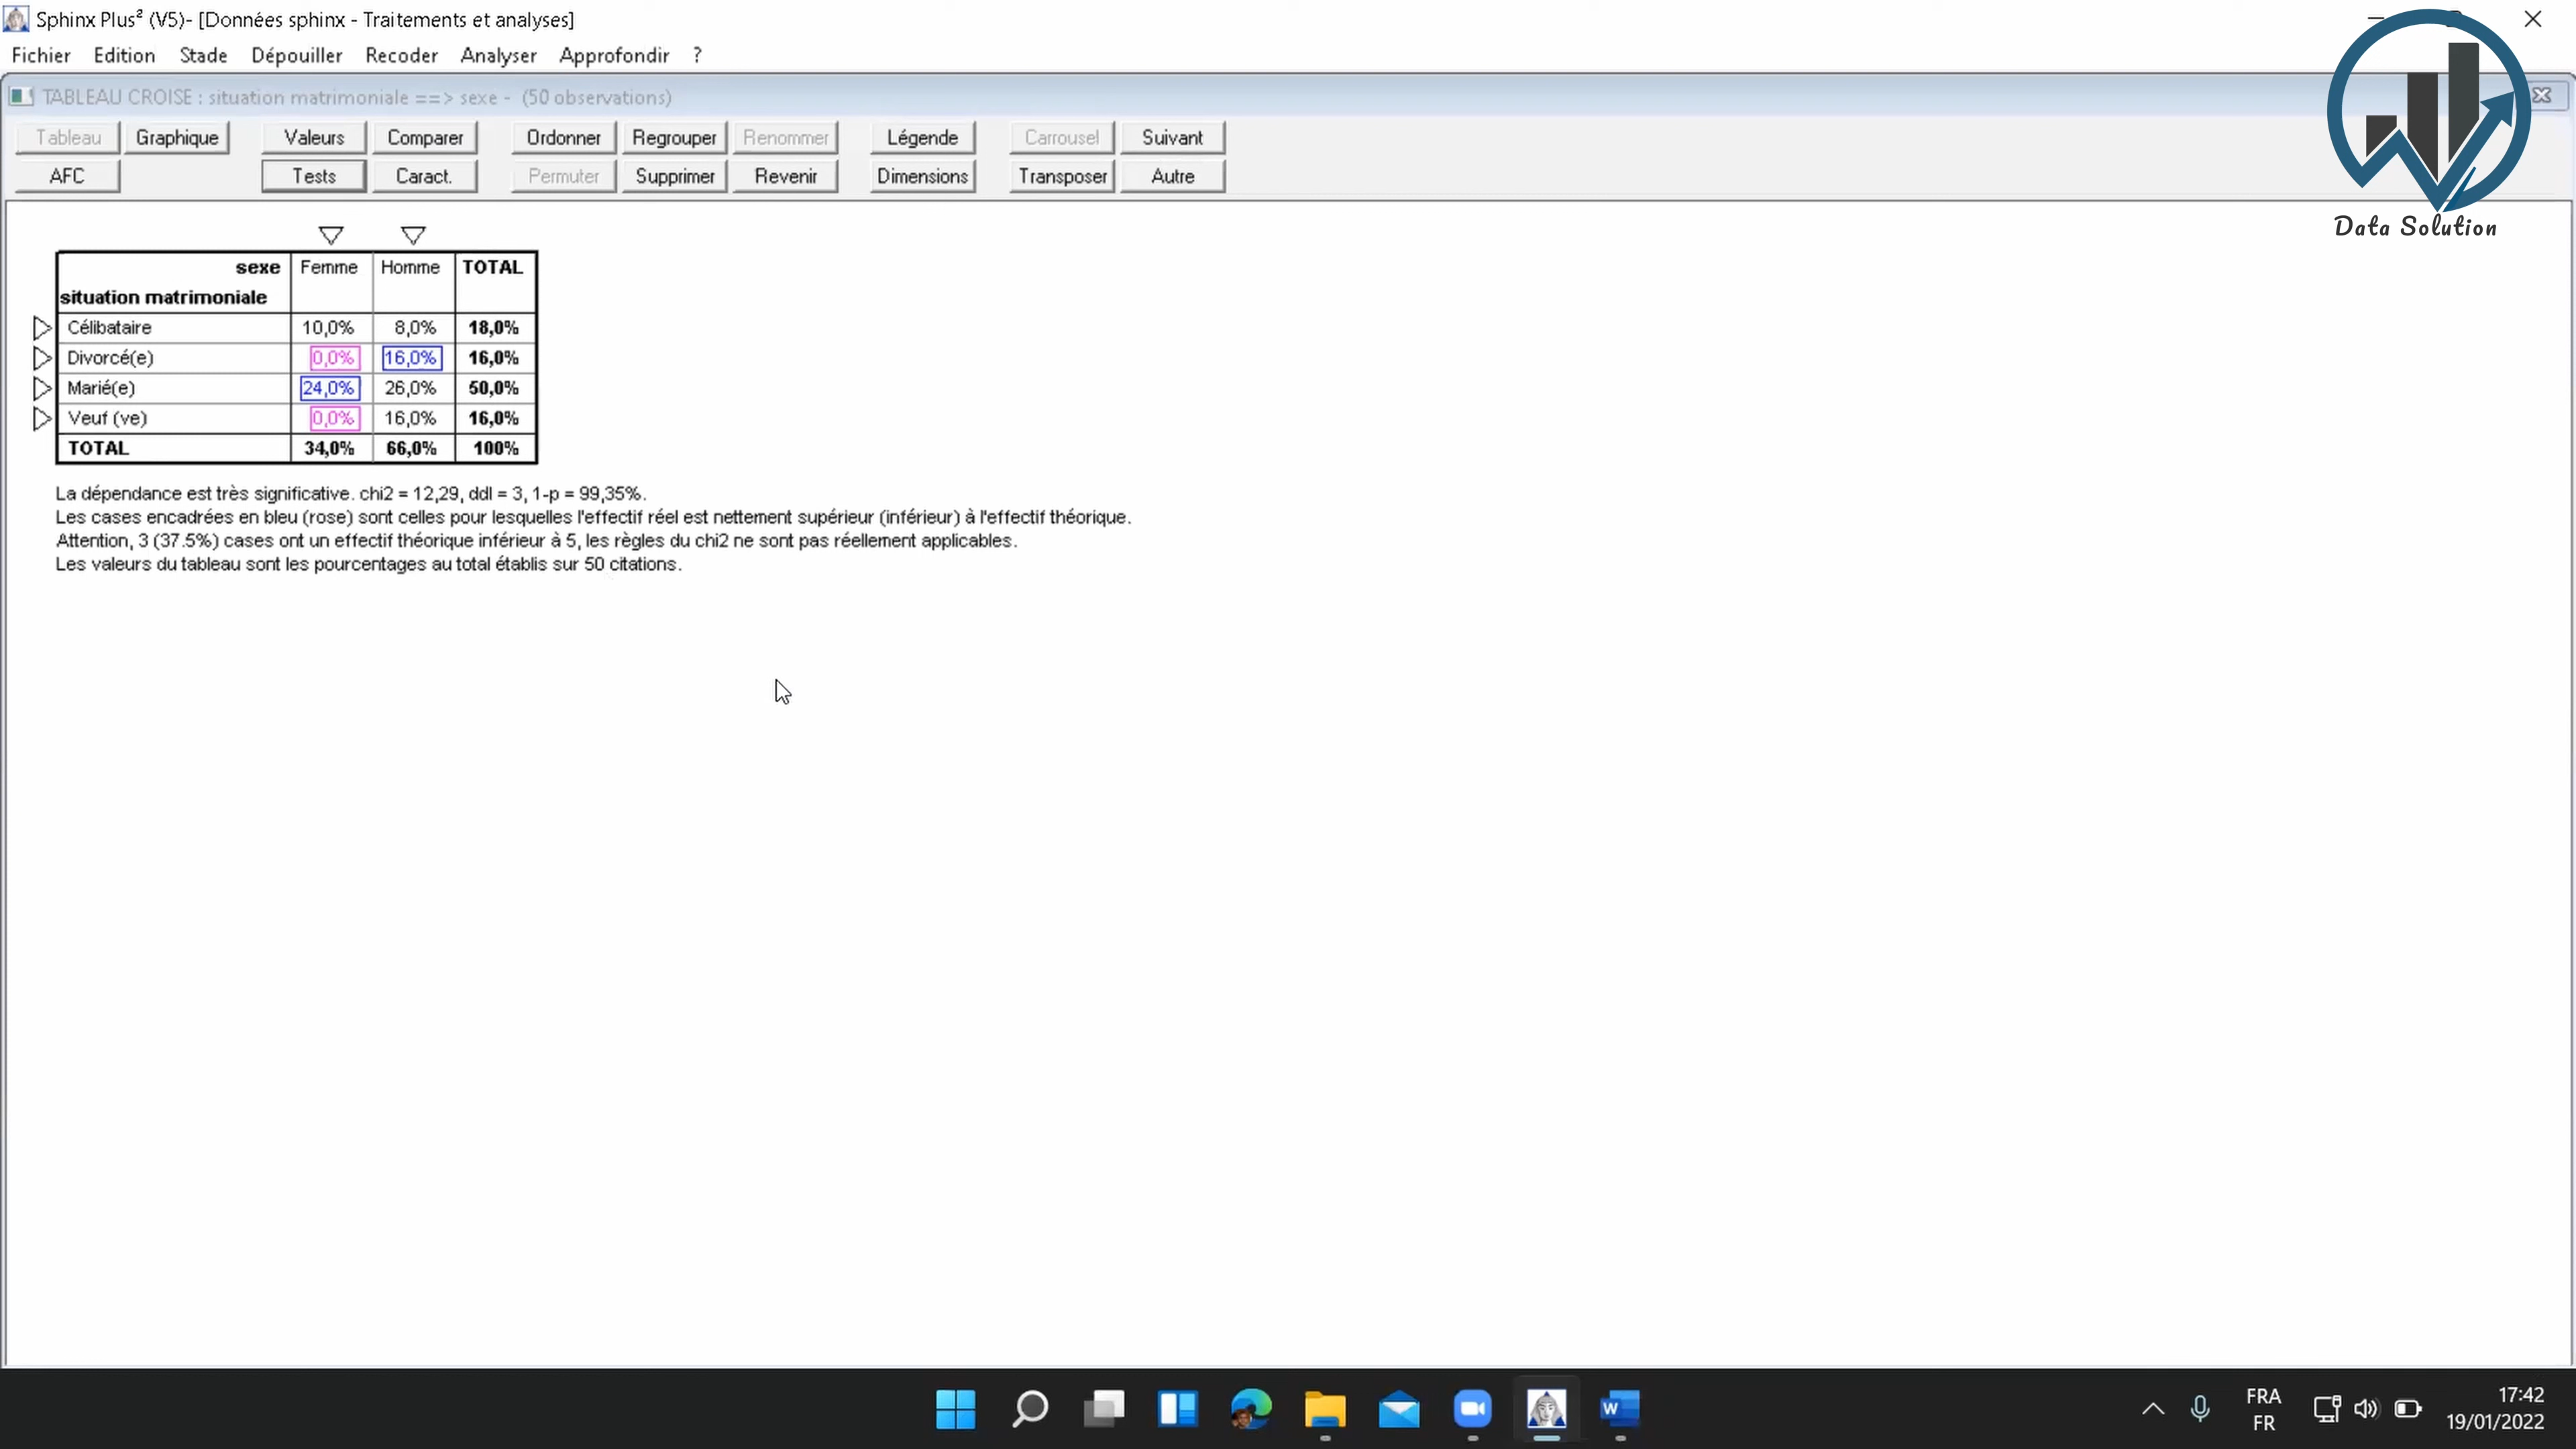 Sphinx Plus² (V5)- [Données sphinx - Traitements et analyses]
Fichier Edition Stade Dépouiller Recoder Analyser Approfondir ?
TABLEAU CROISE : situation matrimoniale ==> sexe - (50 observations)
Tableau Graphique Valeurs Comparer Ordonner Regrouper Renommer Légende Carrousel Suivant
AFC Tests Caract. Permuter Supprimer Revenir Dimensions Transposer Autre
Data Solution
sexe Femme Homme TOTAL
situation matrimoniale
Célibataire 10,0% 8,0% 18,0%
Divorcé(e) 0,0% 16,0% 16,0%
Marié(e) 24,0% 26,0% 50,0%
Veuf (ve) 0,0% 16,0% 16,0%
TOTAL 34,0% 66,0% 100%
La dépendance est très significative. chi2 = 12,29, ddl = 3, 1-p = 99,35%.
Les cases encadrées en bleu (rose) sont celles pour lesquelles l'effectif réel est nettement supérieur (inférieur) à l'effectif théorique.
Attention, 3 (37.5%) cases ont un effectif théorique inférieur à 5, les règles du chi2 ne sont pas réellement applicables.
Les valeurs du tableau sont les pourcentages au total établis sur 50 citations.
W
FRA 17:42
FR 19/01/2022